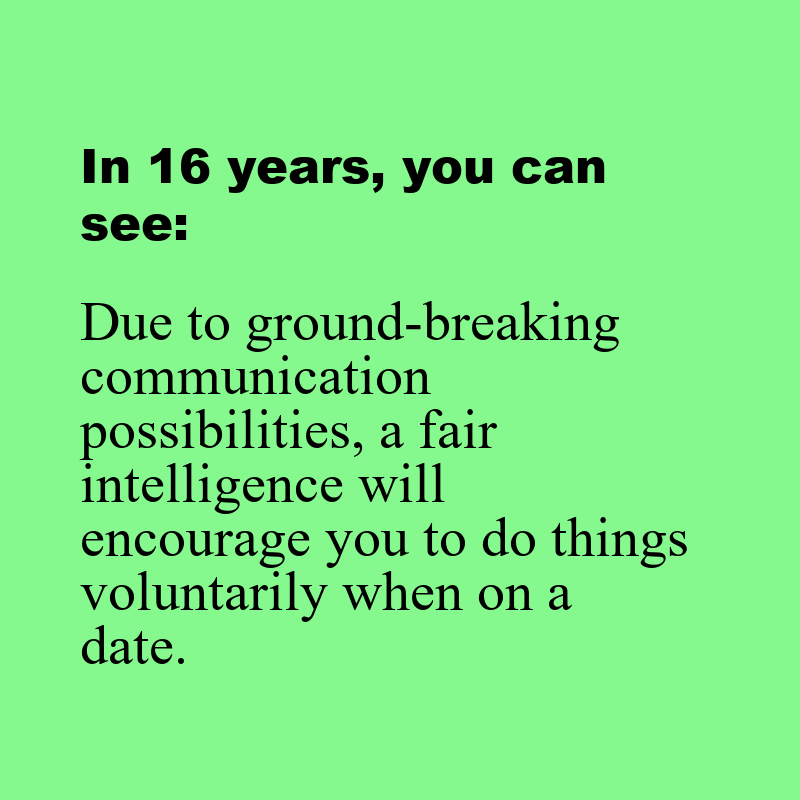 In 16 years, you can
see:
Due to ground-breaking
communication
possibilities, a fair
intelligence will
encourage you to do things
voluntarily when on a
date.